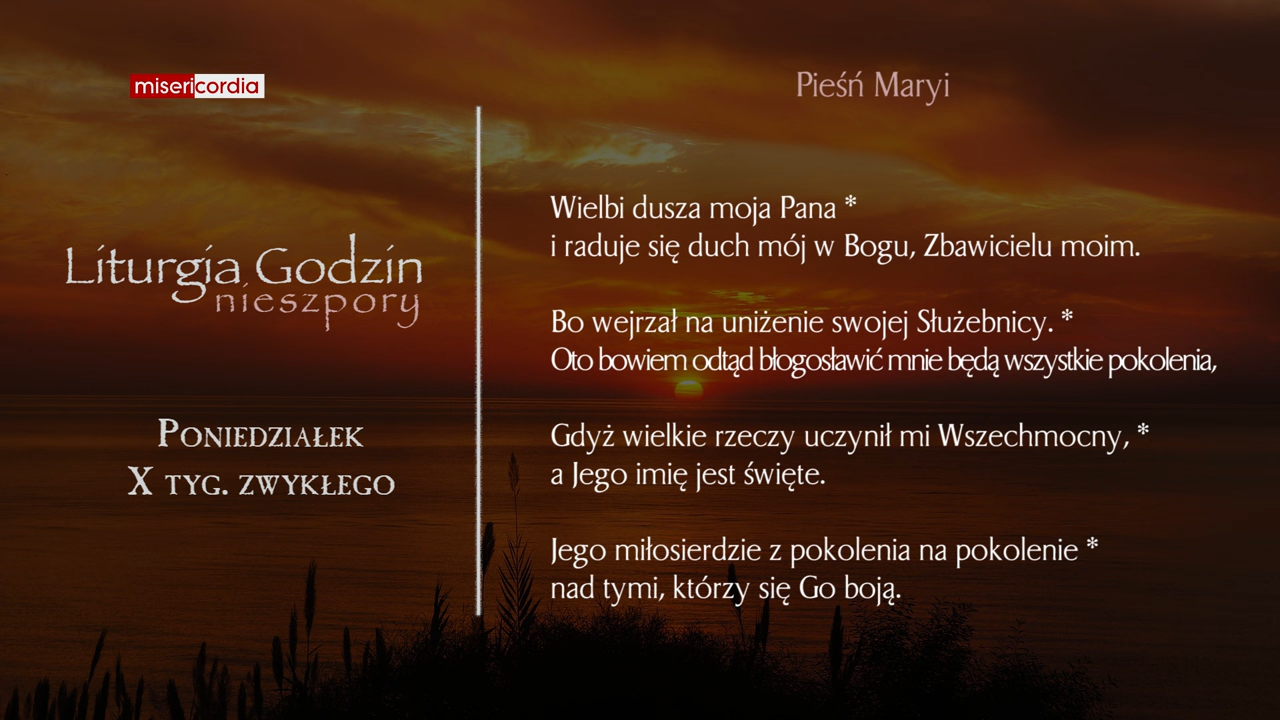 misericordia
Liturgia Godzin
nieszpory
Poniedziałek
X tyg. zwykłego
Pieśń Maryi
Wielbi dusza moja Pana *
i raduje się duch mój w Bogu, Zbawicielu moim.
Bo wejrzał na uniżenie swojej Służebnicy. *
Oto bowiem odtąd błogosławić mnie będą wszystkie pokolenia,
Gdyż wielkie rzeczy uczynił mi Wszechmocny, *
a Jego imię jest święte.
Jego miłosierdzie z pokolenia na pokolenie *
nad tymi, którzy się Go boją.